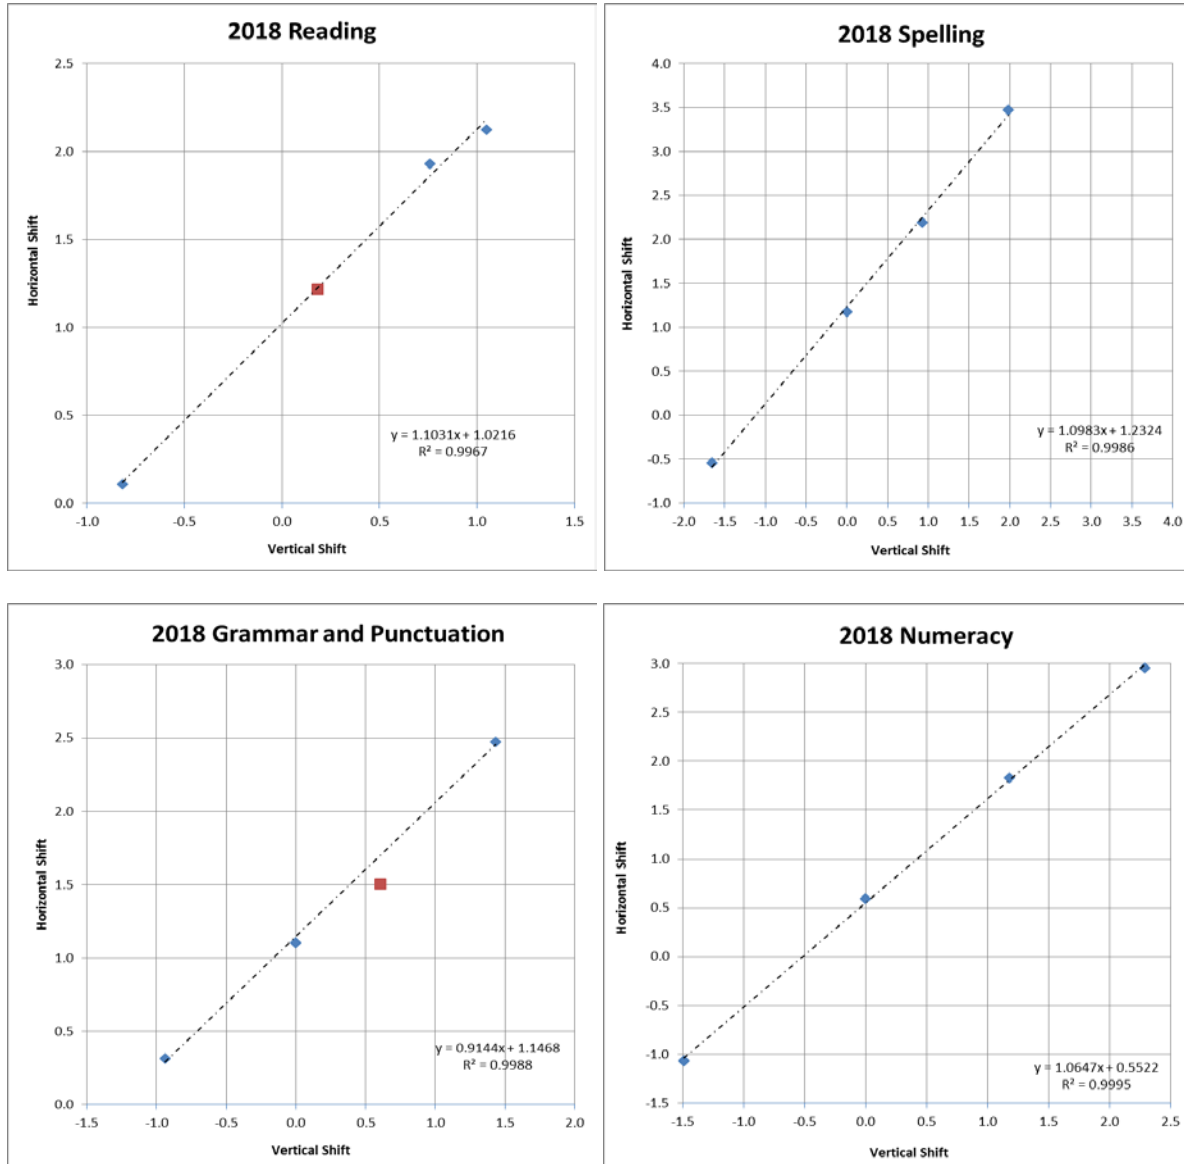 2018 Reading
2.5
2.0
1.5
1.0
0.5
0.0
-1.0 -0.5 0.0 0.5 1.0 1.5
Horizontal Shift
Vertical Shift
y = 1.1031x + 1.0216
R² = 0.9967
2018 Spelling
4.0
3.5
3.0
2.5
2.0
1.5
1.0
0.5
0.0
-0.5
-1.0
-2.0 -1.5 -1.0 -0.5 0.0 0.5 1.0 1.5 2.0 2.5 3.0 3.5 4.0
Horizontal Shift
Vertical Shift
y = 1.0983x + 1.2324
R² = 0.9986
2018 Grammar and Punctuation
3.0
2.5
2.0
1.5
1.0
0.5
0.0
-1.5 -1.0 -0.5 0.0 0.5 1.0 1.5 2.0
Horizontal Shift
Vertical Shift
y = 0.9144x + 1.1468
R² = 0.9988
2018 Numeracy
3.0
2.5
2.0
1.5
1.0
0.5
0.0
-0.5
-1.0
-1.5
-1.5 -1.0 -0.5 0.0 0.5 1.0 1.5 2.0 2.5
Horizontal Shift
Vertical Shift
y = 1.0647x + 0.5522
R² = 0.9995